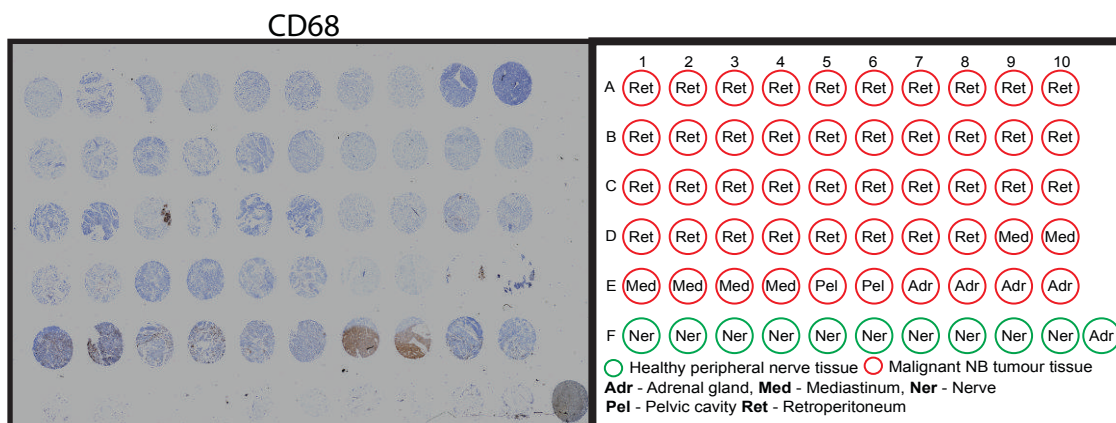 CD68
1 2 3 4 5 6 7 8 9 10
A Ret Ret Ret Ret Ret Ret Ret Ret Ret Ret
B Ret Ret Ret Ret Ret Ret Ret Ret Ret Ret
C Ret Ret Ret Ret Ret Ret Ret Ret Ret Ret
D Ret Ret Ret Ret Ret Ret Ret Ret Med Med
E Med Med Med Med Pel Pel Adr Adr Adr Adr
F Ner Ner Ner Ner Ner Ner Ner Ner Ner Ner Adr
Healthy peripheral nerve tissue Malignant NB tumour tissue
Adr - Adrenal gland, Med - Mediastinum, Ner - Nerve
Pel - Pelvic cavity Ret - Retroperitoneum